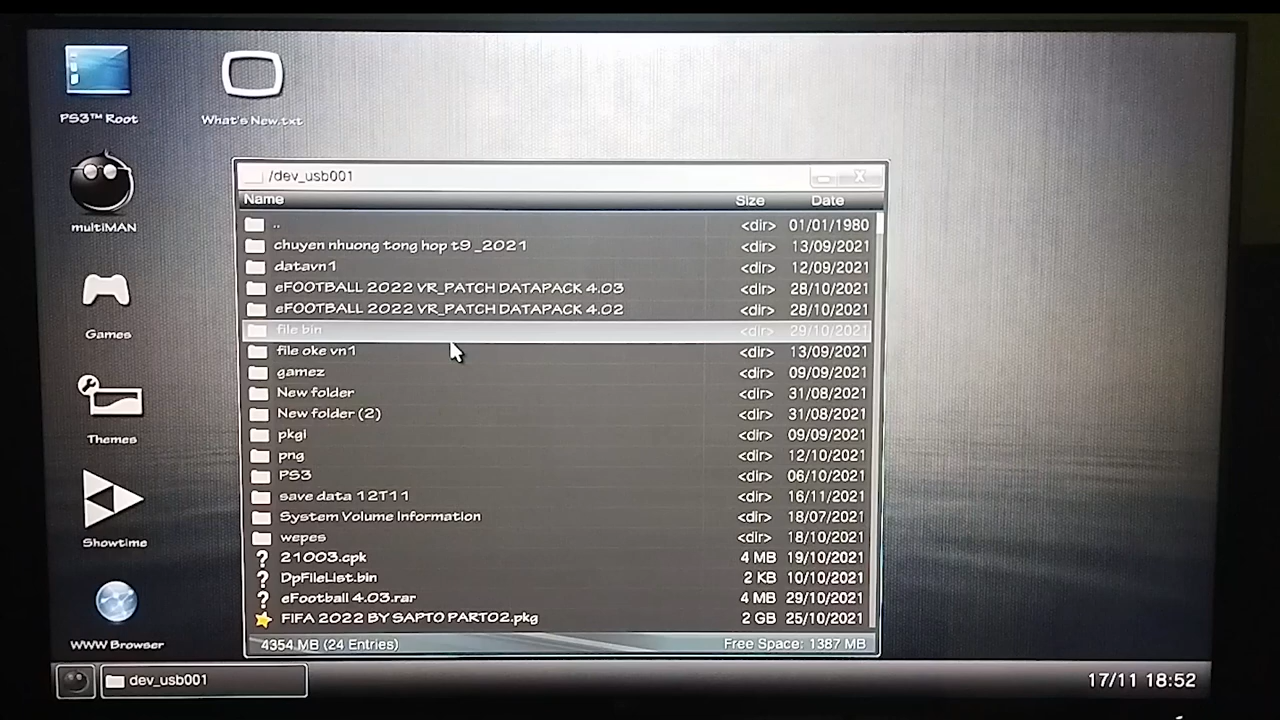 PS3™ Root
What's New.txt
multiMAN
Games
Themes
Showtime
WWW Browser
/dev_usb001
X
Name Size Date
.. <dir> 01/01/1980
chuyen nhuong tong hop t9_2021 <dir> 13/09/2021
datavn1 <dir> 12/09/2021
eFOOTBALL 2022 VR_PATCH DATAPACK 4.03 <dir> 28/10/2021
eFOOTBALL 2022 VR_PATCH DATAPACK 4.02 <dir> 28/10/2021
file bin <dir> 29/10/2021
file oke vn1 <dir> 13/09/2021
gamez <dir> 09/09/2021
New folder <dir> 31/08/2021
New folder (2) <dir> 31/08/2021
pkgI <dir> 09/09/2021
png <dir> 12/10/2021
PS3 <dir> 06/10/2021
save data 12T11 <dir> 16/11/2021
System Volume Information <dir> 18/07/2021
wepes <dir> 18/10/2021
? 21003.cpk 4 MB 19/10/2021
? DpFileList.bin 2 KB 10/10/2021
? eFootball 4.03.rar 4 MB 29/10/2021
FIFA 2022 BY SAPTO PART02.pkg 2 GB 25/10/2021
4354 MB (24 Entries) Free Space: 1387 MB
dev_usb001
17/11 18:52